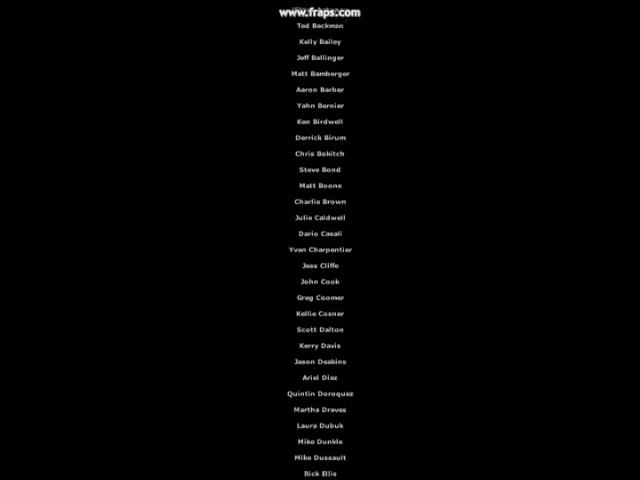 www.fraps.com
Ted Backman
Kelly Bailey
Jeff Ballinger
Matt Bamberger
Aaron Barber
Yahn Bernier
Ken Birdwell
Derrick Birum
Chris Bokitch
Steve Bond
Matt Boone
Charlie Brown
Julie Caldwell
Dario Casali
Yvan Charpentier
Jess Cliffe
John Cook
Greg Coomer
Kellie Cosner
Scott Dalton
Kerry Davis
Jason Deakins
Ariel Diaz
Quintin Doroquez
Martha Draves
Laura Dubuk
Mike Dunkle
Mike Dussault
Rick Ellis